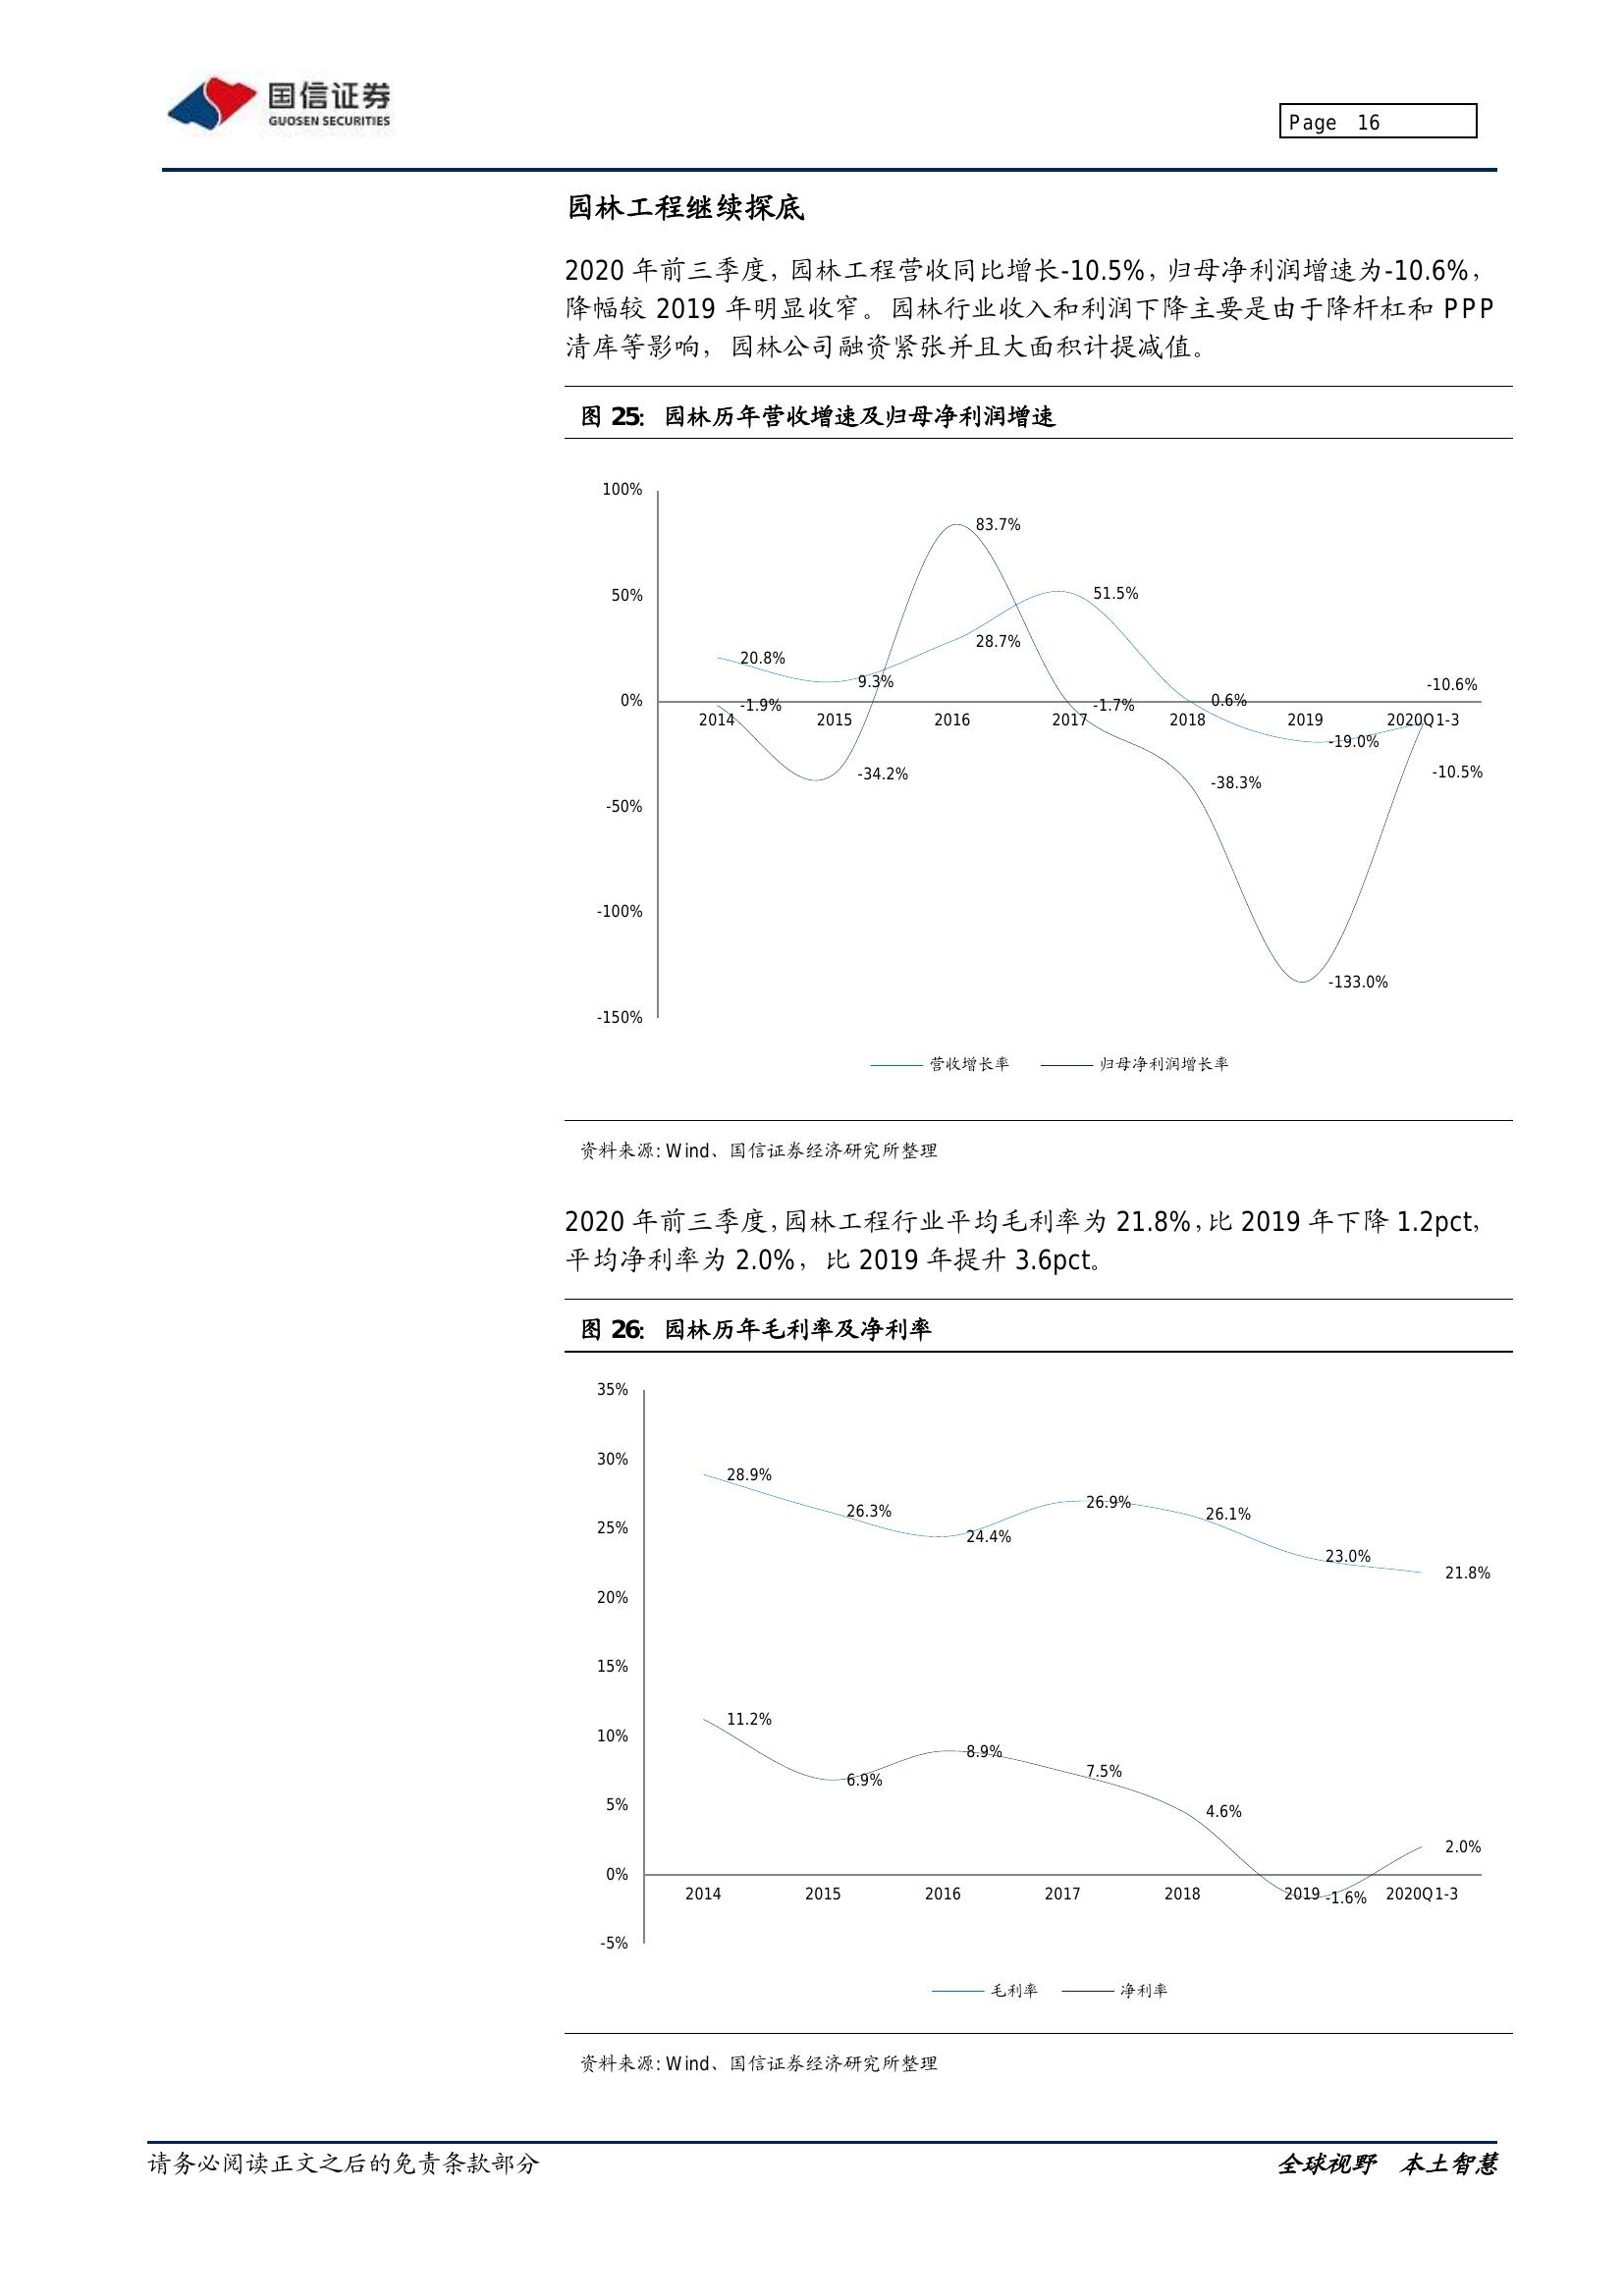 国信证券
GUOSEN SECURITIES
Page 16
园林工程继续探底
2020 年前三季度，园林工程营收同比增长-10.5%，归母净利润增速为-10.6%，
降幅较 2019 年明显收窄。园林行业收入和利润下降主要是由于降杆杠和 PPP
清库等影响，园林公司融资紧张并且大面积计提减值。
图 25：园林历年营收增速及归母净利润增速
100%
83.7%
50%
51.5%
28.7%
20.8%
9.3%
-10.6%
0%
-1.9%
-1.7%
0.6%
2014 2015 2016 2017 2018 2019 2020Q1-3
-19.0%
-34.2%
-38.3%
-10.5%
-50%
-100%
-133.0%
-150%
营收增长率 归母净利润增长率
资料来源: Wind、国信证券经济研究所整理
2020 年前三季度，园林工程行业平均毛利率为 21.8%，比 2019 年下降 1.2pct，
平均净利率为 2.0%，比 2019 年提升 3.6pct。
图 26：园林历年毛利率及净利率
35%
30%
28.9%
26.3%
26.9%
26.1%
25%
24.4%
23.0%
21.8%
20%
15%
11.2%
10%
8.9%
7.5%
6.9%
5%
4.6%
2.0%
0%
2014 2015 2016 2017 2018 2019 -1.6% 2020Q1-3
-5%
毛利率 净利率
资料来源: Wind、国信证券经济研究所整理
请务必阅读正文之后的免责条款部分
全球视野 本土智慧